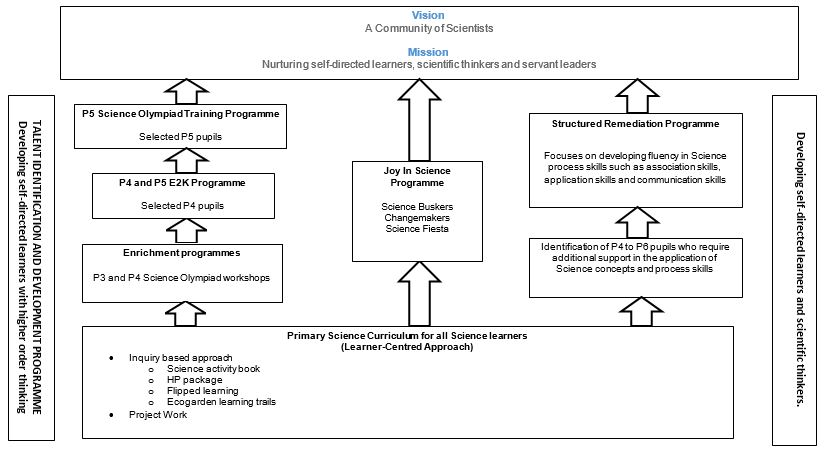 Vision
A Community of Scientists
Mission
Nurturing self-directed learners, scientific thinkers and servant leaders
TALENT IDENTIFICATION AND DEVELOPMENT PROGRAMME
Developing self-directed learners with higher order thinking
P5 Science Olympiad Training Programme
Selected P5 pupils
P4 and P5 E2K Programme
Selected P4 pupils
Enrichment programmes
P3 and P4 Science Olympiad workshops
Joy In Science
Programme
Science Buskers
Changemakers
Science Fiesta
Structured Remediation Programme
Focuses on developing fluency in Science
process skills such as association skills,
application skills and communication skills
Identification of P4 to P6 pupils who require
additional support in the application of
Science concepts and process skills
Developing self-directed learners and scientific thinkers.
Primary Science Curriculum for all Science learners
(Learner-Centred Approach)
• Inquiry based approach
o Science activity book
o HP package
o Flipped learning
o Ecogarden learning trails
• Project Work